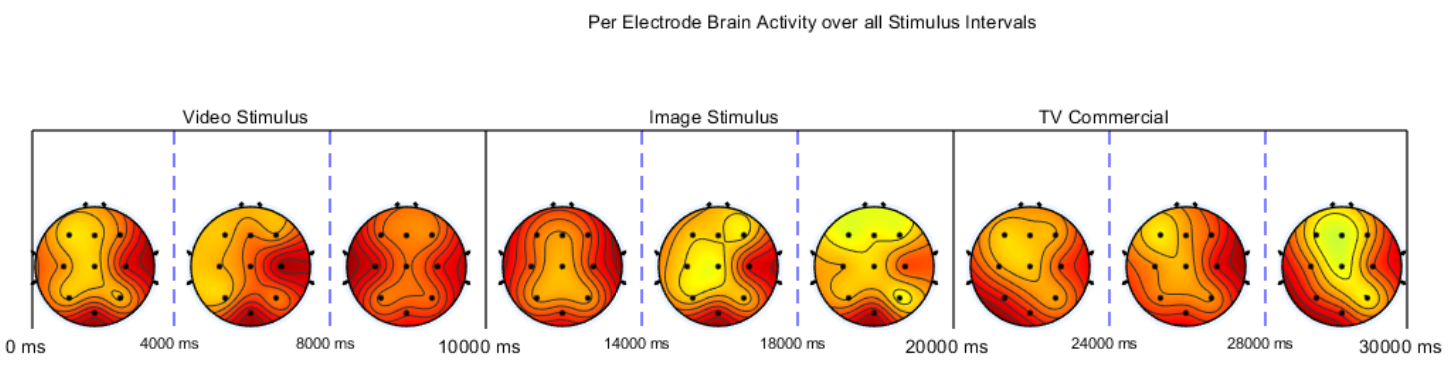 Per Electrode Brain Activity over all Stimulus Intervals
Video Stimulus
Image Stimulus
TV Commercial
0 ms
4000 ms
8000 ms
10000 ms
14000 ms
18000 ms
20000 ms
24000 ms
28000 ms
30000 ms